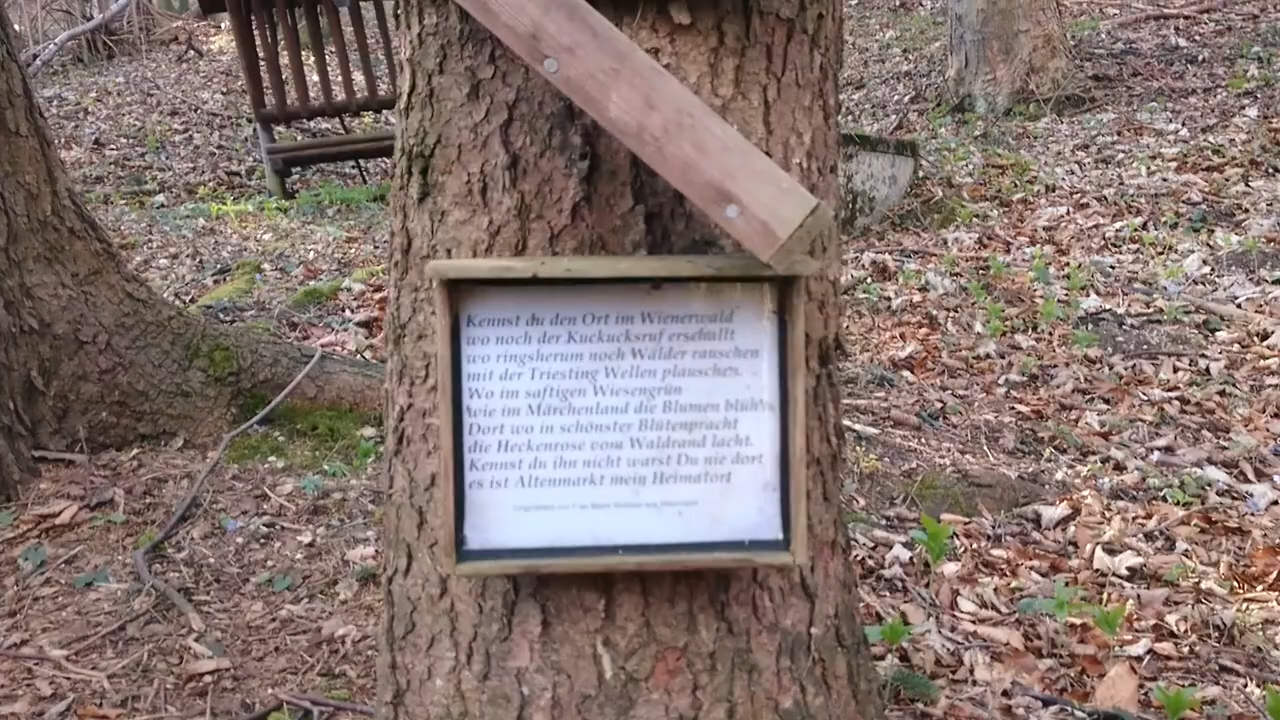 Kennst du den Ort im Wienerwald
wo noch der Kuckucksruf erschallt
wo ringsherum noch Wälder rauschen
mit der Triesting Wellen plauschen.
Wo im saftigen Wiesengrün
wie im Märchenland die Blumen blüh'n
Dort wo in schönster Blütenpracht
die Heckenrose vom Waldrand lacht.
Kennst du ihn nicht warst Du nie dort
es ist Altenmarkt mein Heimatort